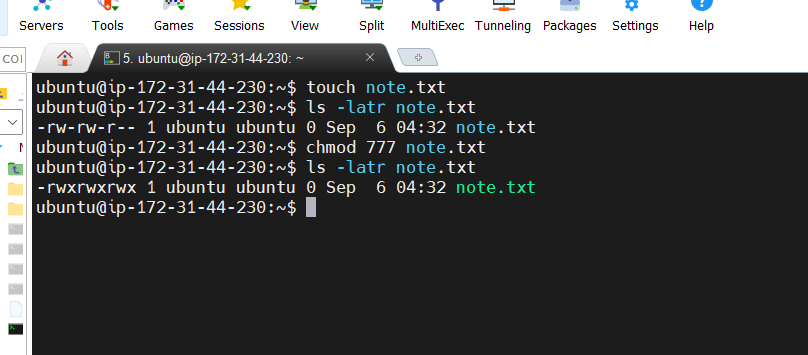 Servers Tools Games Sessions View Split MultiExec Tunneling Packages Settings Help
5. ubuntu@ip-172-31-44-230: ~
ubuntu@ip-172-31-44-230:~$ touch note.txt
ubuntu@ip-172-31-44-230:~$ ls -latr note.txt
-rw-rw-r-- 1 ubuntu ubuntu 0 Sep  6 04:32 note.txt
ubuntu@ip-172-31-44-230:~$ chmod 777 note.txt
ubuntu@ip-172-31-44-230:~$ ls -latr note.txt
-rwxrwxrwx 1 ubuntu ubuntu 0 Sep  6 04:32 note.txt
ubuntu@ip-172-31-44-230:~$